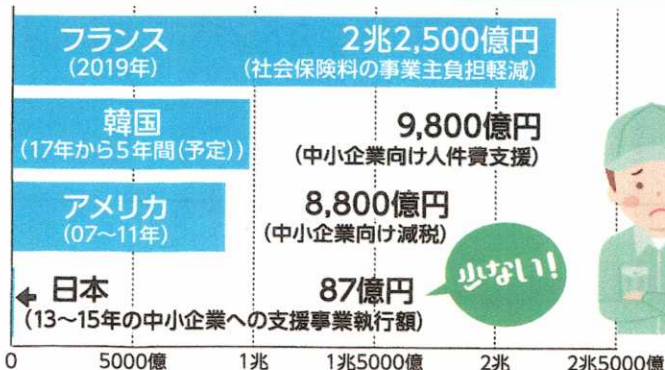 フランス 2兆2,500億円
(2019年) (社会保険料の事業主負担軽減)
韓国 9,800億円
(17年から5年間(予定)) (中小企業向け人件費支援)
アメリカ 8,800億円
(07〜11年) (中小企業向け減税)
少ない!
日本 87億円
(13〜15年の中小企業への支援事業執行額)
0 5000億 1兆 1兆5000億 2兆 2兆5000億